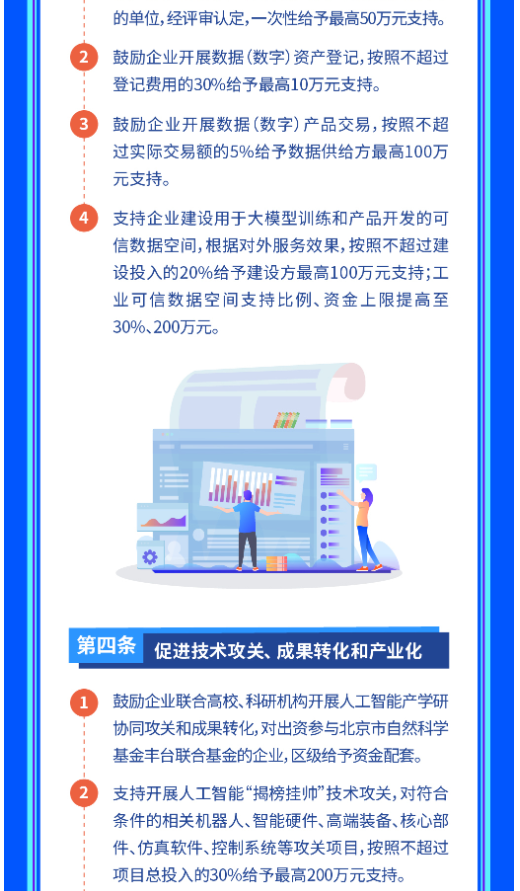 的单位，经评审认定，一次性给予最高50万元支持。
2
鼓励企业开展数据（数字）资产登记，按照不超过
登记费用的30%给予最高10万元支持。
3
鼓励企业开展数据（数字）产品交易，按照不超
过实际交易额的5%给予数据供给方最高100万
元支持。
4
支持企业建设用于大模型训练和产品开发的可
信数据空间，根据对外服务效果，按照不超过建
设投入的20%给予建设方最高100万元支持；工
业可信数据空间支持比例、资金上限提高至
30%、200万元。
第四条
促进技术攻关、成果转化和产业化
1
鼓励企业联合高校、科研机构开展人工智能产学研
协同攻关和成果转化，对出资参与北京市自然科学
基金丰台联合基金的企业，区级给予资金配套。
2
支持开展人工智能“揭榜挂帅”技术攻关，对符合
条件的相关机器人、智能硬件、高端装备、核心部
件、仿真软件、控制系统等攻关项目，按照不超过
项目总投入的30%给予最高200万元支持。